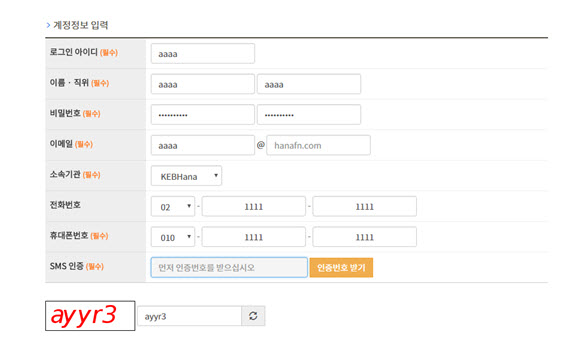 > 계정정보 입력
로그인 아이디 (필수) aaaa
이름 · 직위 (필수) aaaa aaaa
비밀번호 (필수) •••••••••• ••••••••••
이메일 (필수) aaaa @ hanafn.com
소속기관 (필수) KEBHana
전화번호 02 - 1111 - 1111
휴대폰번호 (필수) 010 - 1111 - 1111
SMS 인증 (필수) 먼저 인증번호를 받으십시오 인증번호 받기
ayyr3 ayyr3